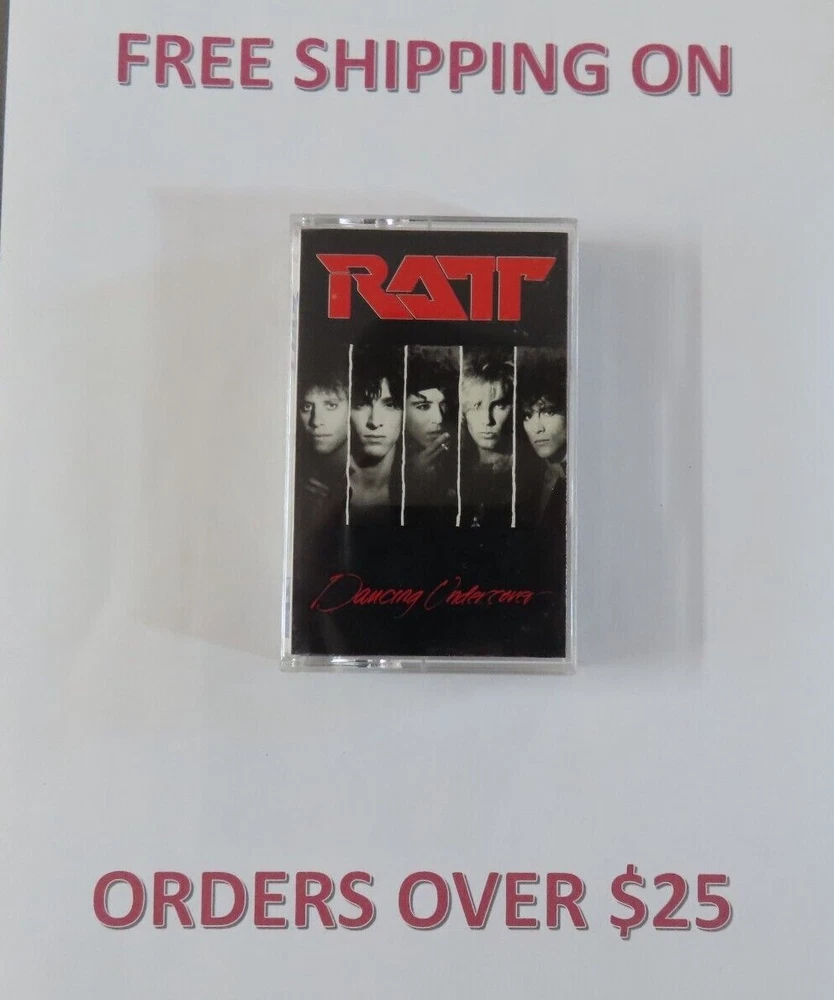 FREE SHIPPING ON
RATT
Dancing Undercover
ORDERS OVER $25